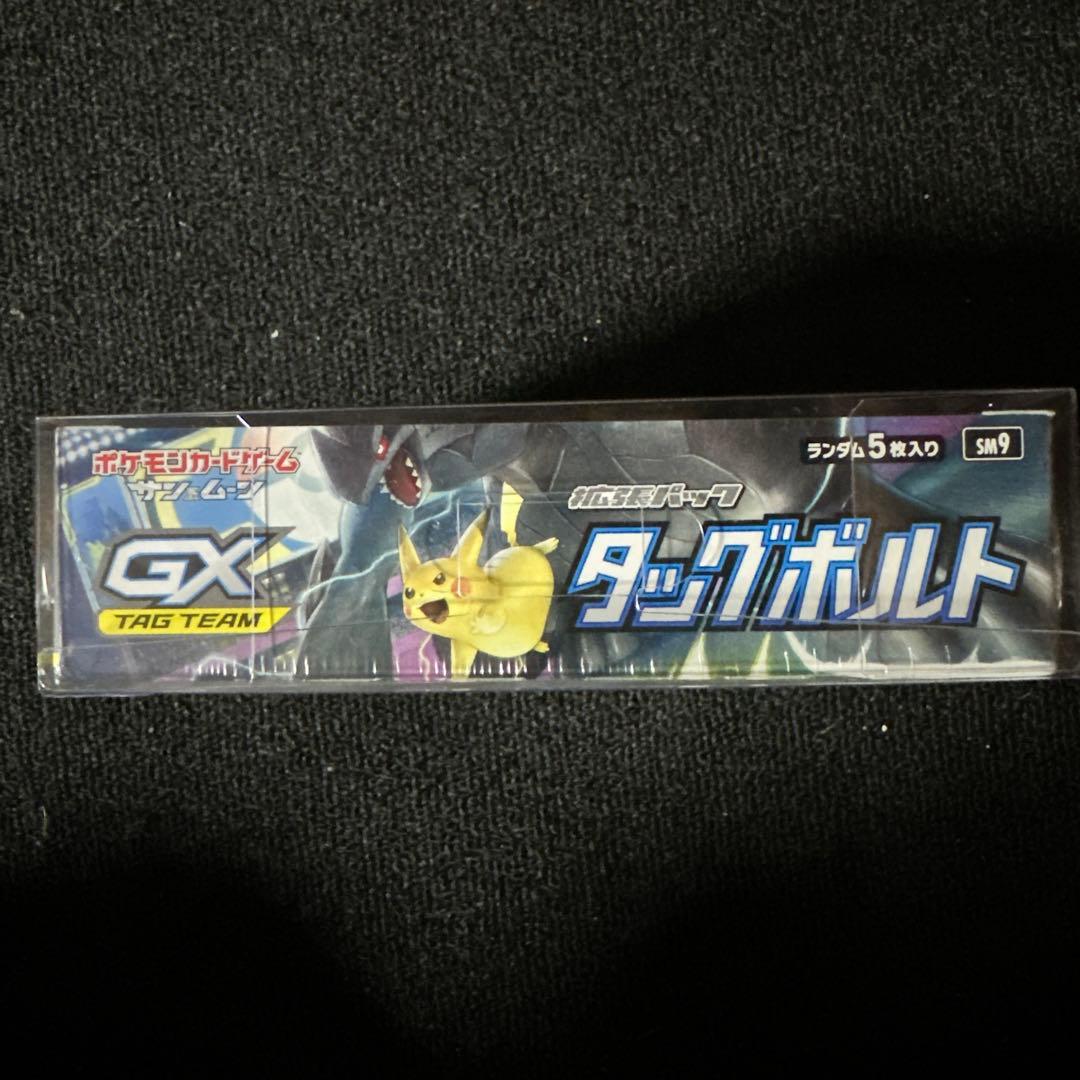 ポケモンカードゲーム
サン&ムーン
GX
TAG TEAM
拡張パック
タッグボルト
ランダム5枚入り
SM9